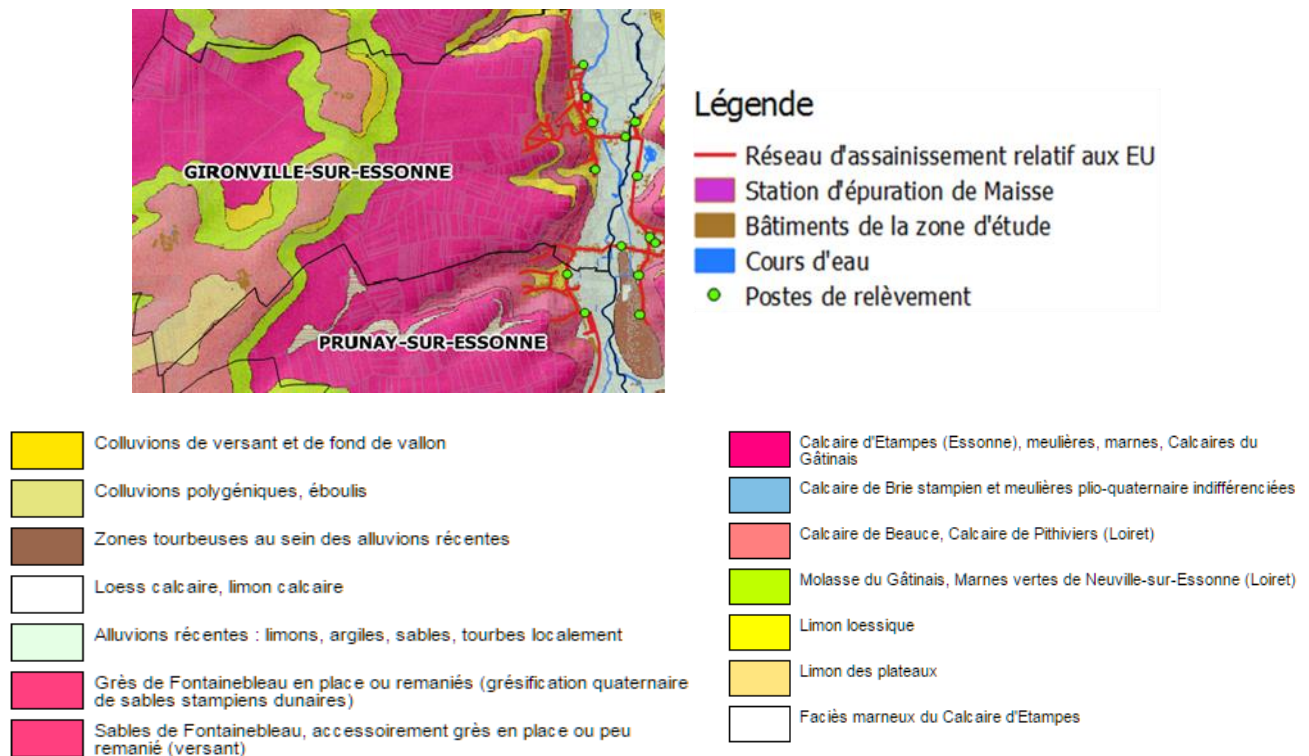 GIRONVILLE-SUR-ESSONNE
PRUNAY-SUR-ESSONNE
Légende
Réseau d'assainissement relatif aux EU
Station d'épuration de Maisse
Bâtiments de la zone d'étude
Cours d'eau
Postes de relèvement
Colluvions de versant et de fond de vallon
Colluvions polygéniques, éboulis
Zones tourbeuses au sein des alluvions récentes
Loess calcaire, limon calcaire
Alluvions récentes : limons, argiles, sables, tourbes localement
Grès de Fontainebleau en place ou remaniés (grésification quaternaire
de sables stampiens dunaires)
Sables de Fontainebleau, accessoirement grès en place ou peu
remanié (versant)
Calcaire d'Etampes (Essonne), meulières, marnes, Calcaires du
Gâtinais
Calcaire de Brie stampien et meulières plio-quaternaire indifférenciées
Calcaire de Beauce, Calcaire de Pithiviers (Loiret)
Molasse du Gâtinais, Marnes vertes de Neuville-sur-Essonne (Loiret)
Limon loessique
Limon des plateaux
Faciès marneux du Calcaire d'Etampes